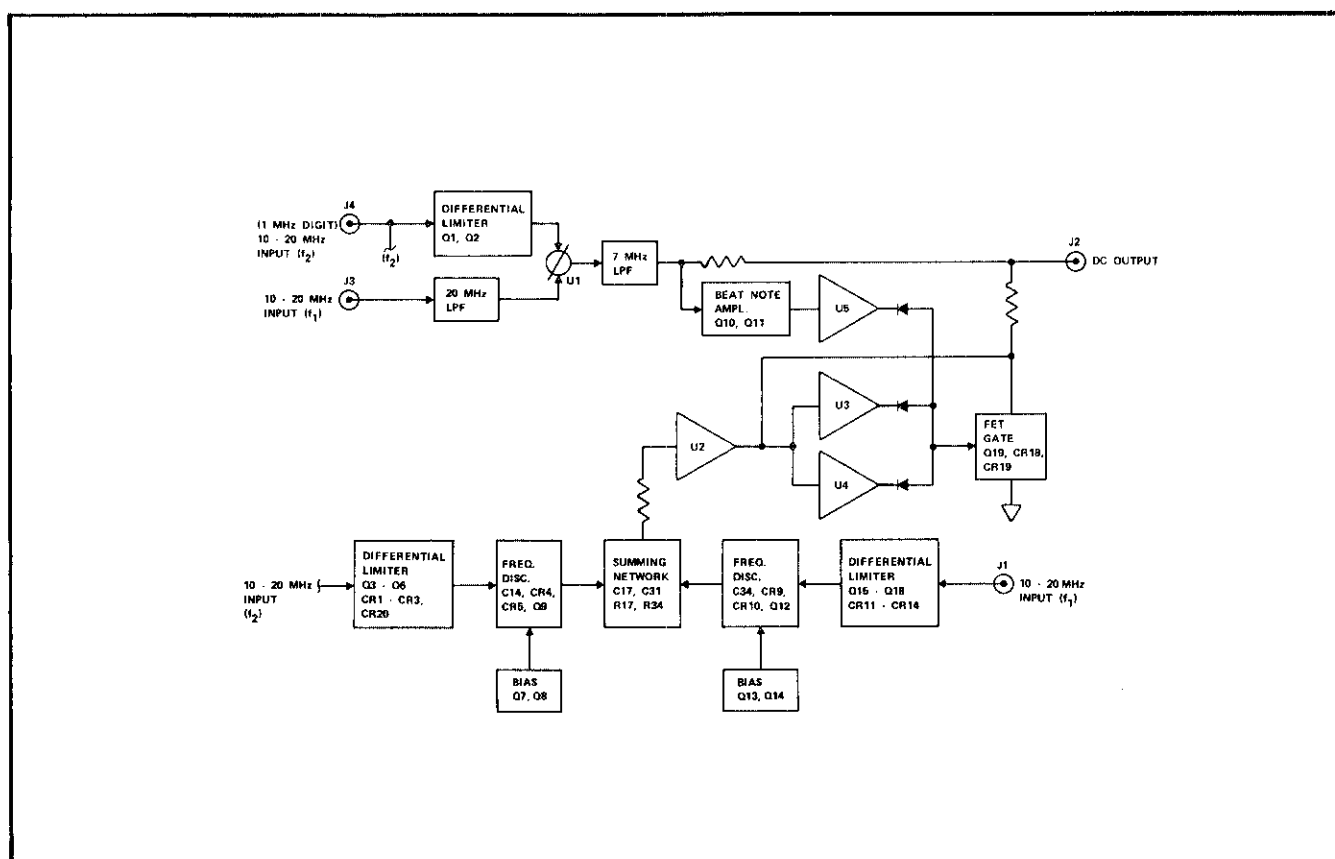 J4
(1 MHz DIGIT)
10 - 20 MHz
INPUT (f2)
(f2)
DIFFERENTIAL
LIMITER
Q1, Q2
U1
7 MHz
LPF
J2
DC OUTPUT
J3
10 - 20 MHz
INPUT (f1)
20 MHz
LPF
BEAT NOTE
AMPL.
Q10, Q11
U5
U3
U2
U4
FET
GATE
Q19, CR18,
CR19
10 - 20 MHz
INPUT
(f2)
DIFFERENTIAL
LIMITER
Q3 - Q6
CR1 - CR3,
CR20
FREQ.
DISC.
C14, CR4,
CR5, Q9
SUMMING
NETWORK
C17, C31
R17, R34
FREQ.
DISC.
C34, CR9,
CR10, Q12
DIFFERENTIAL
LIMITER
Q15 - Q18
CR11 - CR14
J1
10 - 20 MHz
INPUT (f1)
BIAS
Q7, Q8
BIAS
Q13, Q14